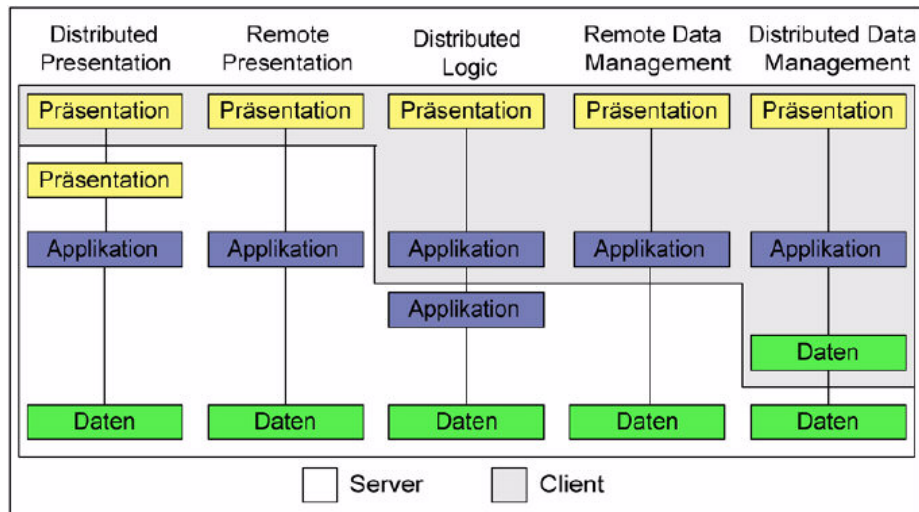 Distributed
Presentation
Remote
Presentation
Distributed
Logic
Remote Data
Management
Distributed Data
Management
Präsentation
Präsentation
Präsentation
Präsentation
Präsentation
Präsentation
Applikation
Applikation
Applikation
Applikation
Applikation
Applikation
Daten
Daten
Daten
Daten
Daten
Daten
Server
Client